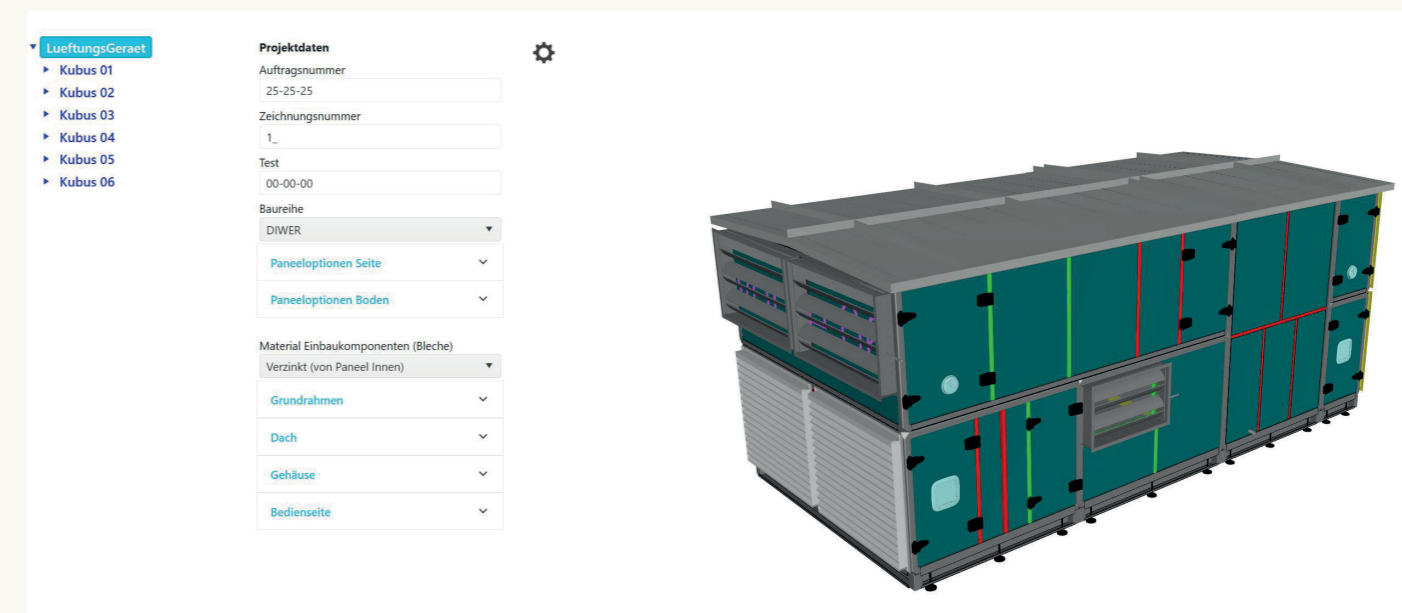 LueftungsGeraet
Kubus 01
Kubus 02
Kubus 03
Kubus 04
Kubus 05
Kubus 06
Projektdaten
Auftragsnummer
25-25-25
Zeichnungsnummer
1_
Test
00-00-00
Baureihe
DIWER
Paneeloptionen Seite
Paneeloptionen Boden
Material Einbaukomponenten (Bleche)
Verzinkt (von Paneel Innen)
Grundrahmen
Dach
Gehäuse
Bedienseite